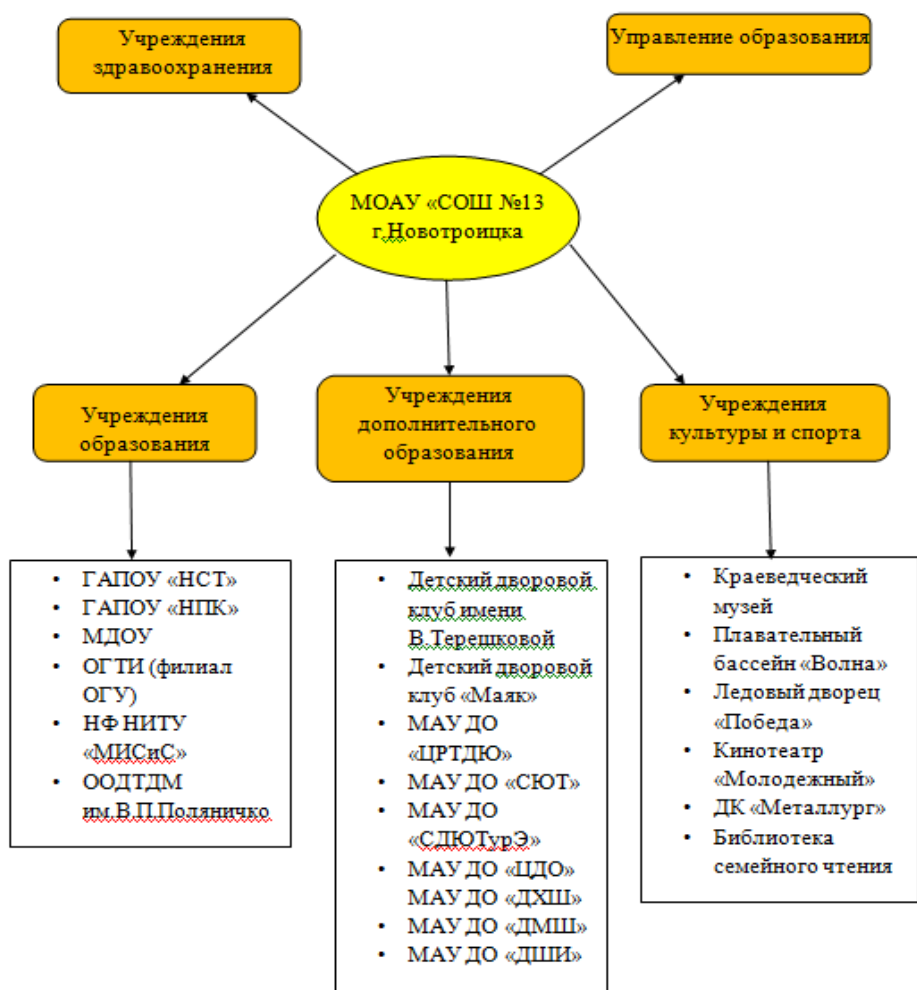 Учреждения
здравоохранения
Управление образования
МОАУ «СОШ №13
г.Новотроицка
Учреждения
образования
Учреждения
дополнительного
образования
Учреждения
культуры и спорта
• ГАПОУ «НСТ»
• ГАПОУ «НПК»
• МДОУ
• ОГТИ (филиал
ОГУ)
• НФ НИТУ
«МИСиС»
• ООДТДМ
им.В.П.Поляничко
• Детский дворовой
клуб имени
В.Терешковой
• Детский дворовой
клуб «Маяк»
• МАУ ДО
«ЦРТДЮ»
• МАУ ДО «СЮТ»
• МАУ ДО
«СДЮТурЭ»
• МАУ ДО «ЦДО»
МАУ ДО «ДХШ»
• МАУ ДО «ДМШ»
• МАУ ДО «ДШИ»
• Краеведческий
музей
• Плавательный
бассейн «Волна»
• Ледовый дворец
«Победа»
• Кинотеатр
«Молодежный»
• ДК «Металлург»
• Библиотека
семейного чтения